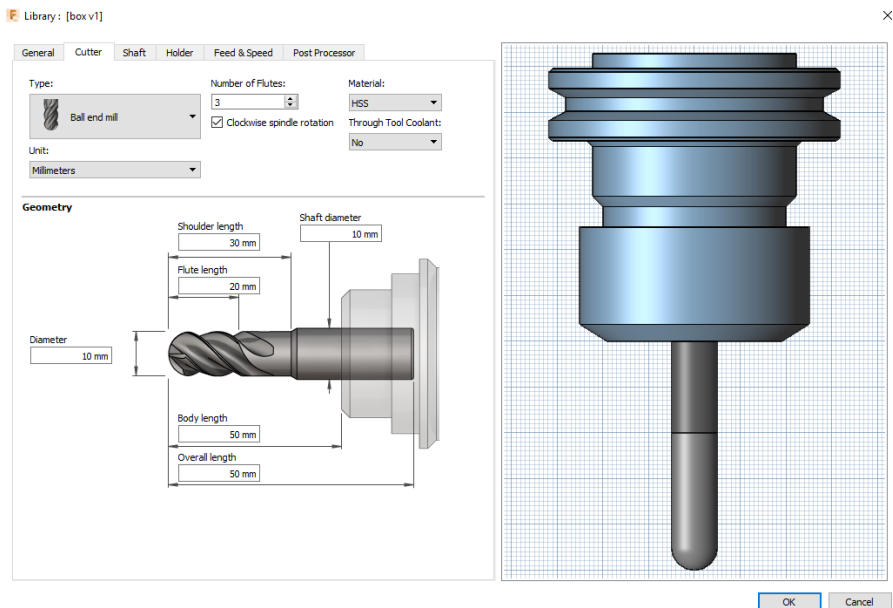 Library : [box v1]
General Cutter Shaft Holder Feed & Speed Post Processor
Type:
Ball end mill
Unit:
Millimeters
Number of Flutes:
3
Clockwise spindle rotation
Material:
HSS
Through Tool Coolant:
No
Geometry
Shoulder length
30 mm
Shaft diameter
10 mm
Flute length
20 mm
Diameter
10 mm
Body length
50 mm
Overall length
50 mm
OK Cancel